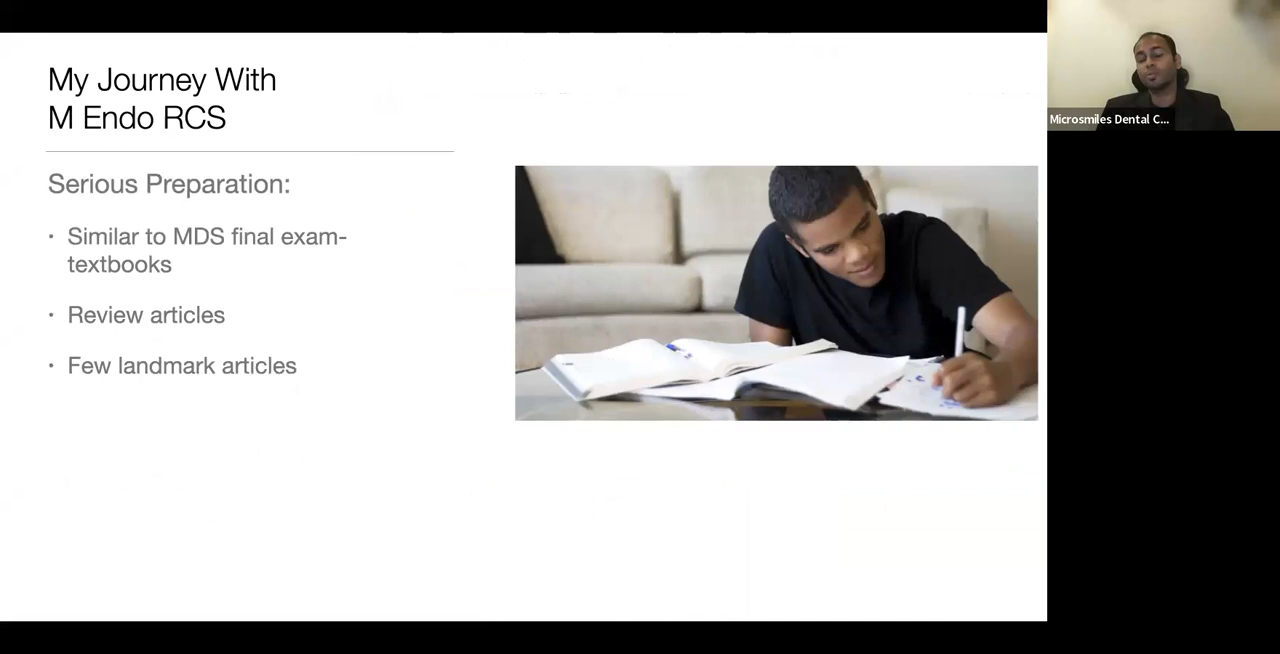 My Journey With
M Endo RCS
Serious Preparation:
• Similar to MDS final exam-
textbooks
• Review articles
• Few landmark articles
Microsmiles Dental C...